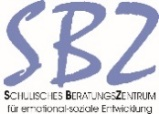 SBZ
SCHULISCHES BERATUNGSZENTRUM
für emotional-soziale Entwicklung